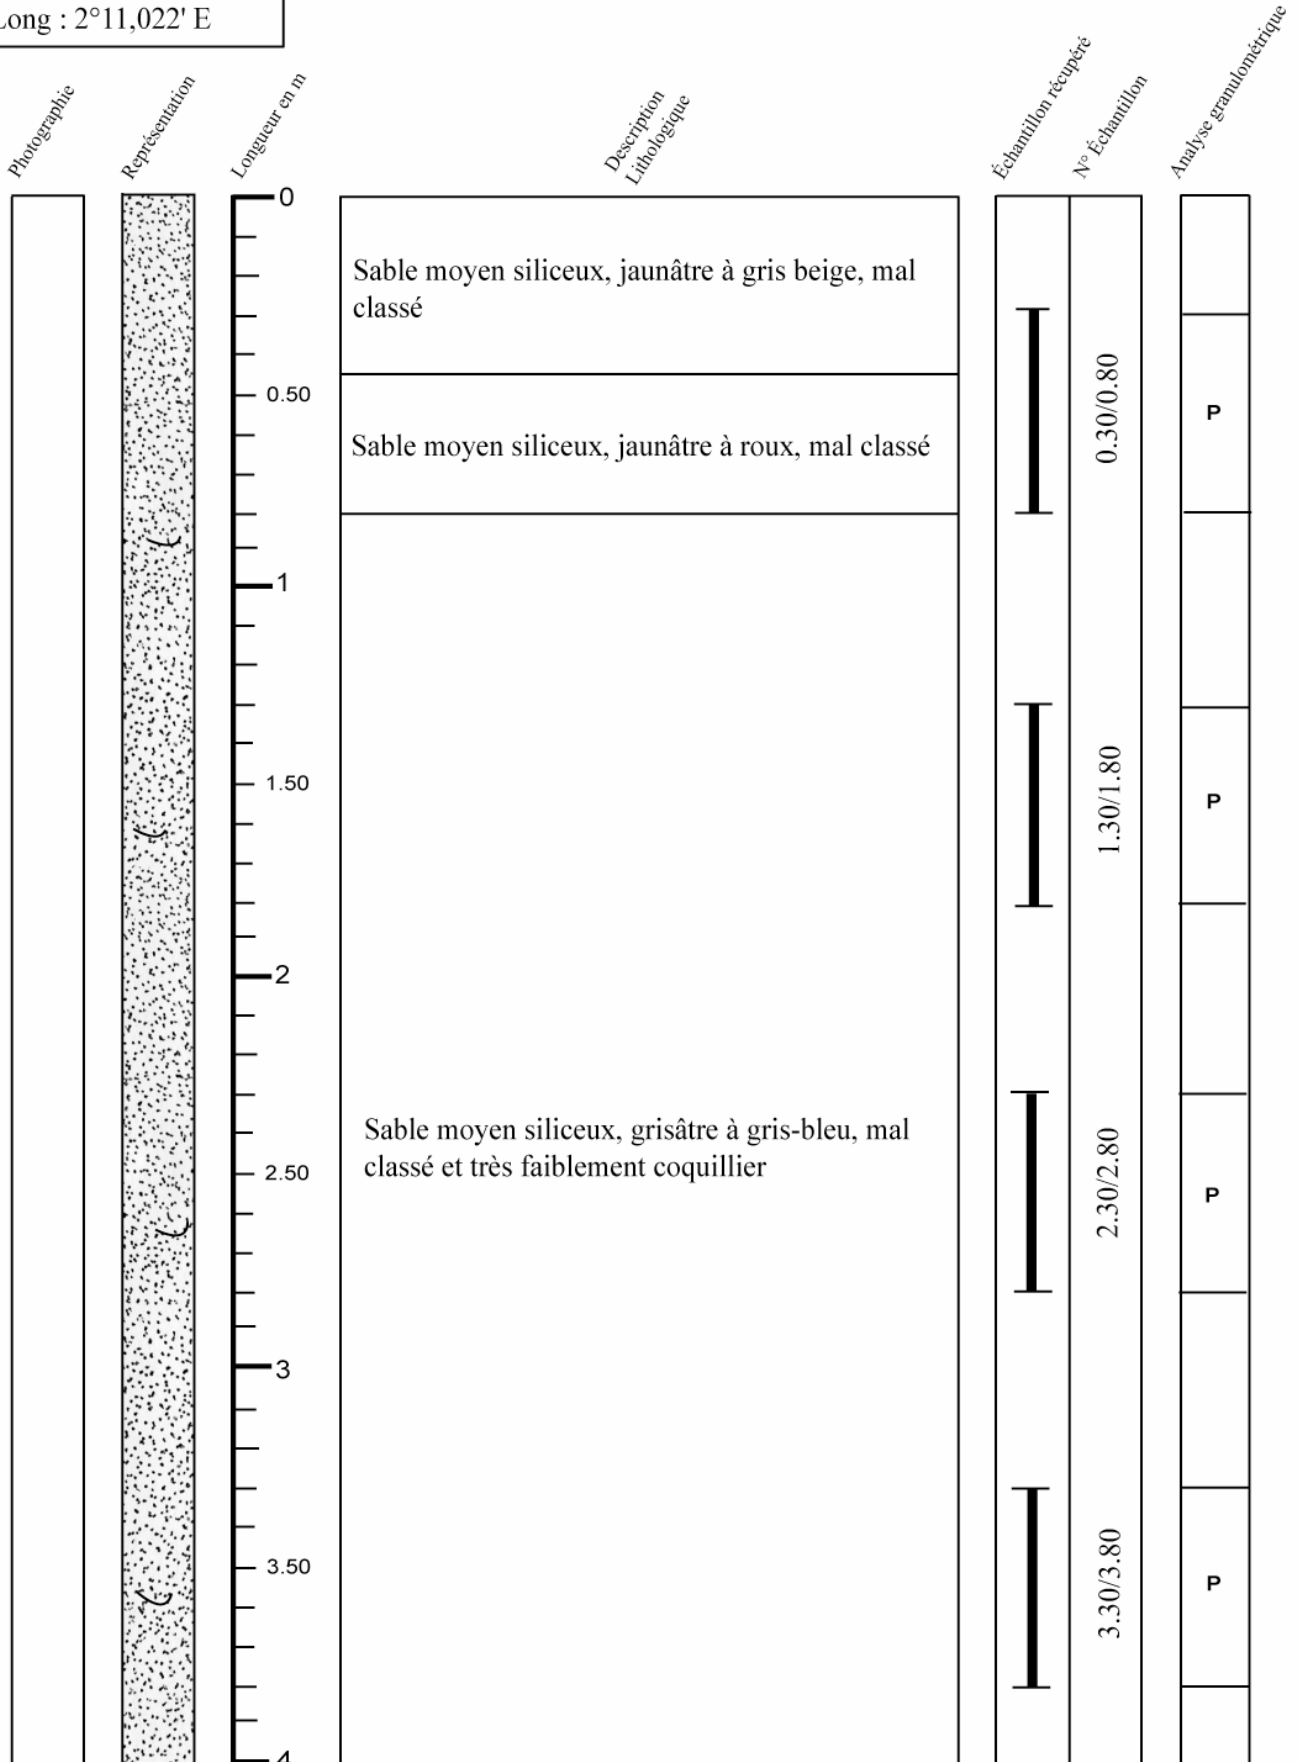 Long : 2°11,022' E
Photographie
Représentation
Longueur en m
Description
Lithologique
Échantillon récupéré
N° Échantillon
Analyse granulométrique
0
Sable moyen siliceux, jaunâtre à gris beige, mal
classé
0.50
Sable moyen siliceux, jaunâtre à roux, mal classé
0.30/0.80
P
1
1.50
1.30/1.80
P
2
Sable moyen siliceux, grisâtre à gris-bleu, mal
classé et très faiblement coquillier
2.50
2.30/2.80
P
3
3.50
3.30/3.80
P
4